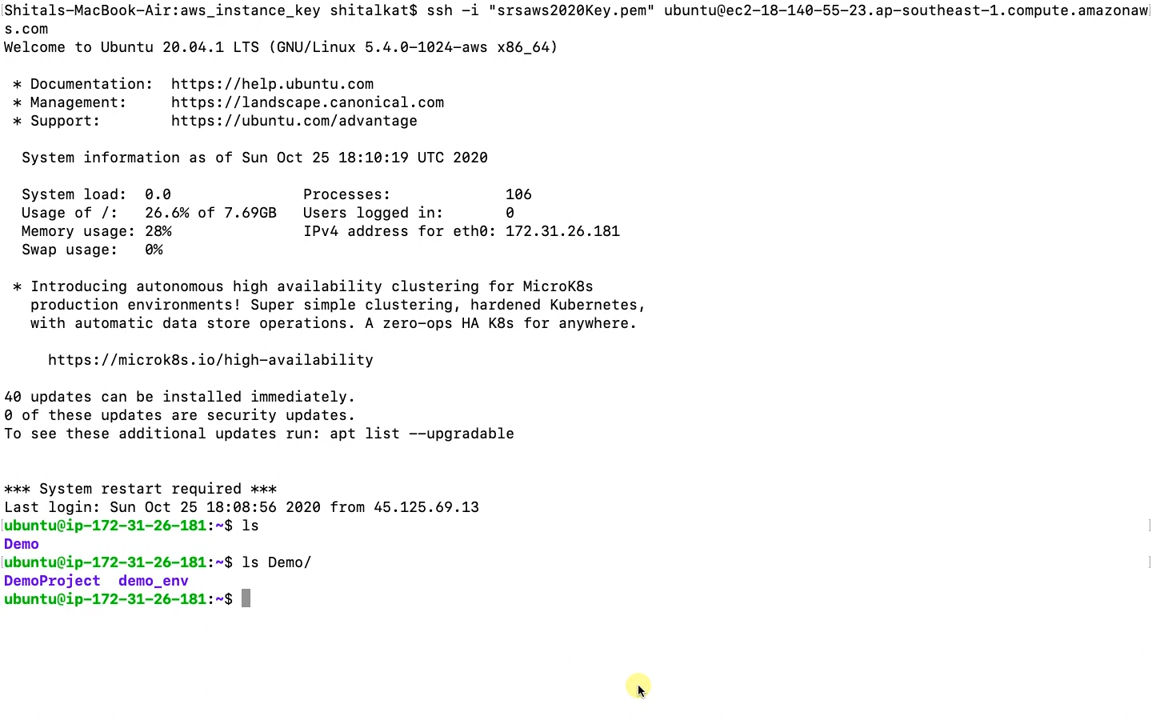 Shitals-MacBook-Air:aws_instance_key shitalkat$ ssh -i "srsaws2020Key.pem" ubuntu@ec2-18-140-55-23.ap-southeast-1.compute.amazonaw
s.com
Welcome to Ubuntu 20.04.1 LTS (GNU/Linux 5.4.0-1024-aws x86_64)
* Documentation:  https://help.ubuntu.com
* Management:     https://landscape.canonical.com
* Support:        https://ubuntu.com/advantage
System information as of Sun Oct 25 18:10:19 UTC 2020
System load:  0.0               Processes:             106
Usage of /:   26.6% of 7.69GB   Users logged in:       0
Memory usage: 28%               IPv4 address for eth0: 172.31.26.181
Swap usage:   0%
* Introducing autonomous high availability clustering for MicroK8s
production environments! Super simple clustering, hardened Kubernetes,
with automatic data store operations. A zero-ops HA K8s for anywhere.
https://microk8s.io/high-availability
40 updates can be installed immediately.
0 of these updates are security updates.
To see these additional updates run: apt list --upgradable
*** System restart required ***
Last login: Sun Oct 25 18:08:56 2020 from 45.125.69.13
ubuntu@ip-172-31-26-181:~$ ls
Demo
ubuntu@ip-172-31-26-181:~$ ls Demo/
DemoProject  demo_env
ubuntu@ip-172-31-26-181:~$